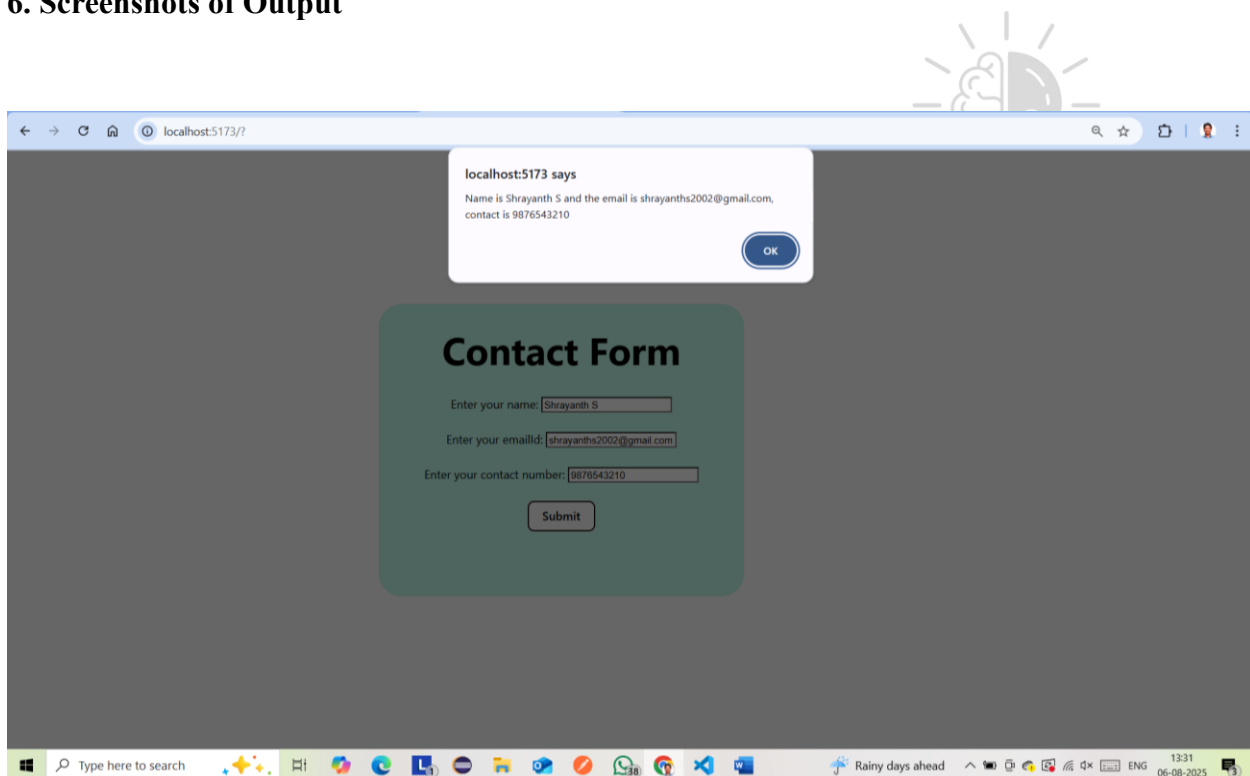 6. Screenshots of Output
localhost:5173/?
localhost:5173 says
Name is Shrayanth S and the email is shrayanths2002@gmail.com,
contact is 9876543210
OK
Contact Form
Enter your name: Shrayanth S
Enter your emailId: shrayanths2002@gmail.com
Enter your contact number: 9876543210
Submit
Type here to search
38
Rainy days ahead
ENG
13:31
06-08-2025